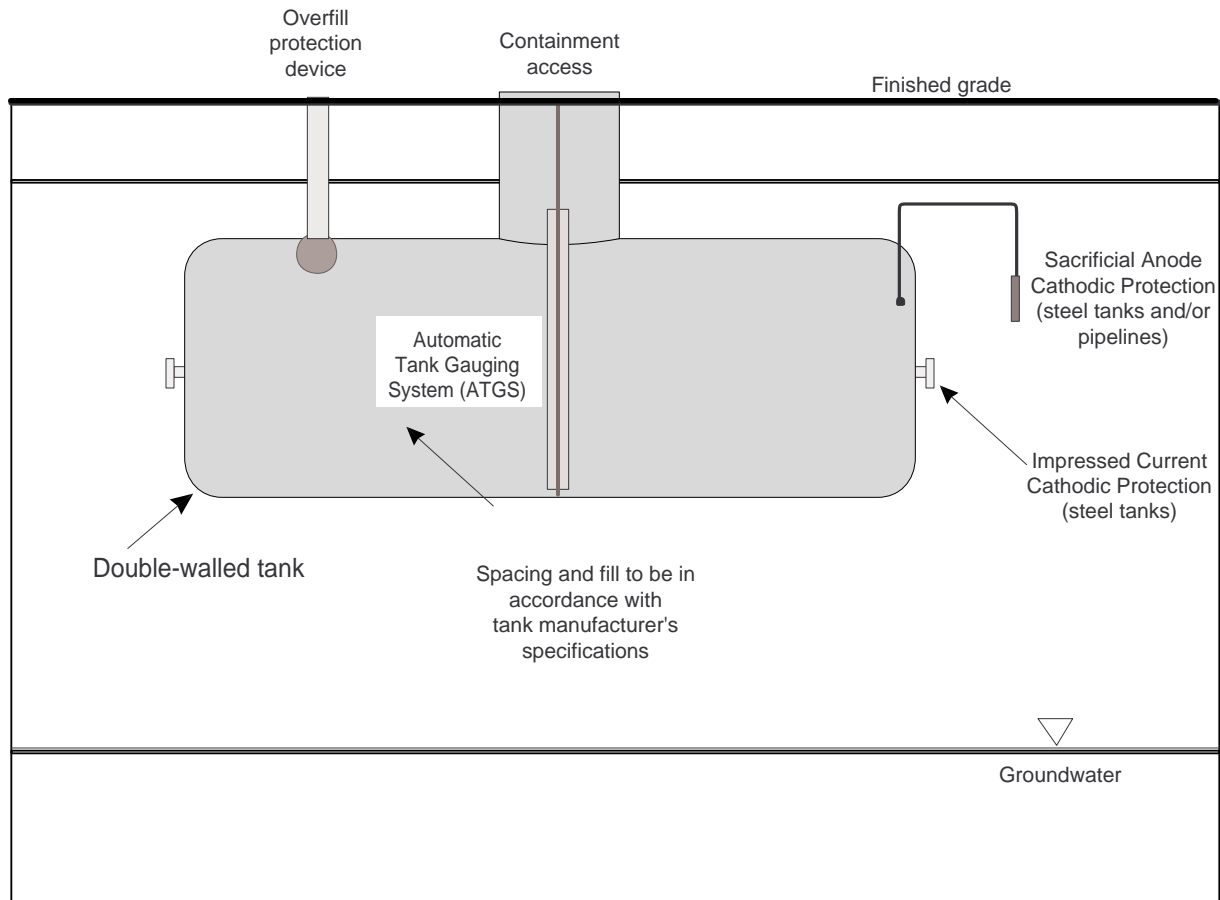 Overfill
protection
device
Containment
access
Finished grade
Sacrificial Anode
Cathodic Protection
(steel tanks and/or
pipelines)
Automatic
Tank Gauging
System (ATGS)
Impressed Current
Cathodic Protection
(steel tanks)
Double-walled tank
Spacing and fill to be in
accordance with
tank manufacturer's
specifications
Groundwater